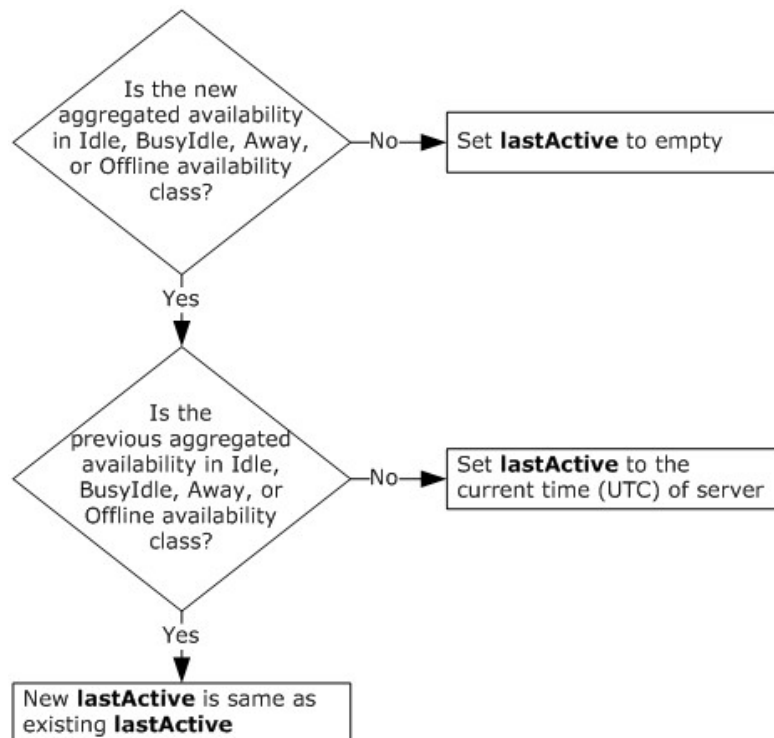 Is the new
aggregated availability
in Idle, BusyIdle, Away,
or Offline availability
class?
No
Set lastActive to empty
Yes
Is the
previous aggregated
availability in Idle,
BusyIdle, Away, or
Offline availability
class?
No
Set lastActive to the
current time (UTC) of server
Yes
New lastActive is same as
existing lastActive